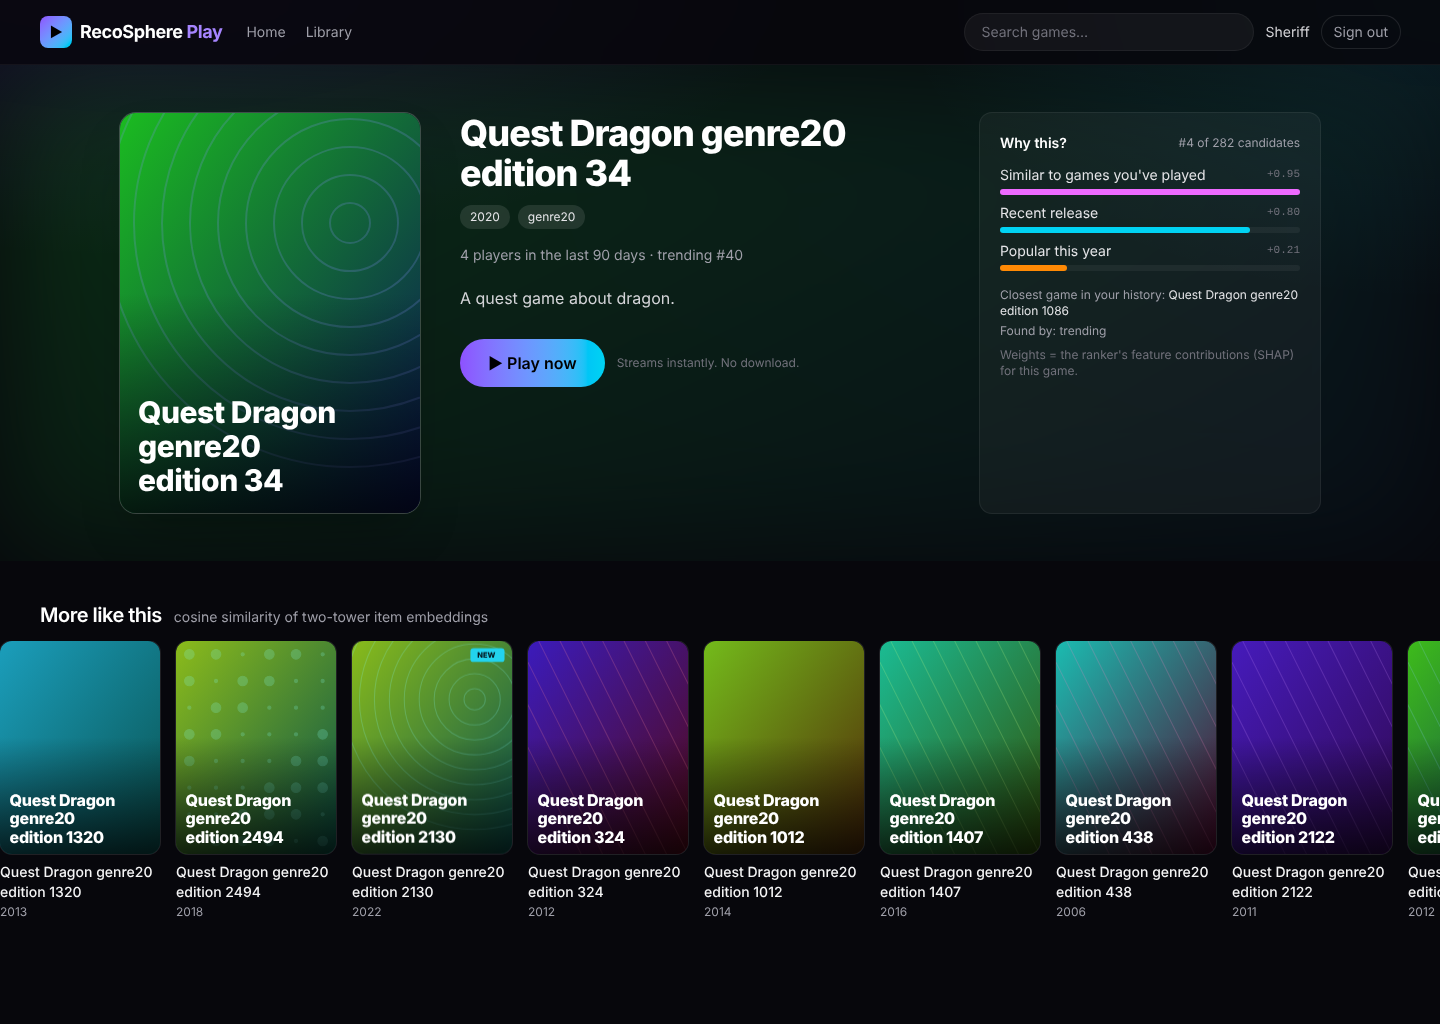 RecoSphere Play
Home
Library
Search games...
Sheriff
Sign out
Quest Dragon
genre20
edition 34
Quest Dragon genre20
edition 34
2020
genre20
4 players in the last 90 days · trending #40
A quest game about dragon.
▶ Play now
Streams instantly. No download.
Why this?
#4 of 282 candidates
Similar to games you've played
+0.95
Recent release
+0.80
Popular this year
+0.21
Closest game in your history: Quest Dragon genre20
edition 1086
Found by: trending
Weights = the ranker's feature contributions (SHAP)
for this game.
More like this
cosine similarity of two-tower item embeddings
Quest Dragon
genre20
edition 1320
Quest Dragon genre20
edition 1320
2013
Quest Dragon
genre20
edition 2494
Quest Dragon genre20
edition 2494
2018
NEW
Quest Dragon
genre20
edition 2130
Quest Dragon genre20
edition 2130
2022
Quest Dragon
genre20
edition 324
Quest Dragon genre20
edition 324
2012
Quest Dragon
genre20
edition 1012
Quest Dragon genre20
edition 1012
2014
Quest Dragon
genre20
edition 1407
Quest Dragon genre20
edition 1407
2016
Quest Dragon
genre20
edition 438
Quest Dragon genre20
edition 438
2006
Quest Dragon
genre20
edition 2122
Quest Dragon genre20
edition 2122
2011
2012